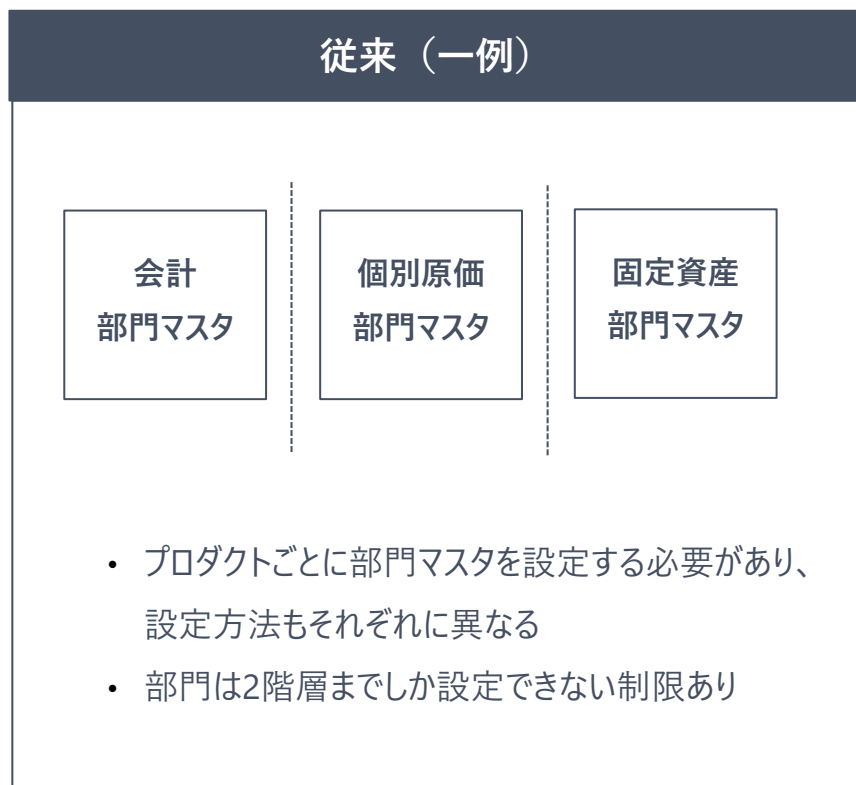 従来（一例）
会計
部門マスタ
個別原価
部門マスタ
固定資産
部門マスタ
• プロダクトごとに部門マスタを設定する必要があり、
設定方法もそれぞれに異なる
• 部門は2階層までしか設定できない制限あり